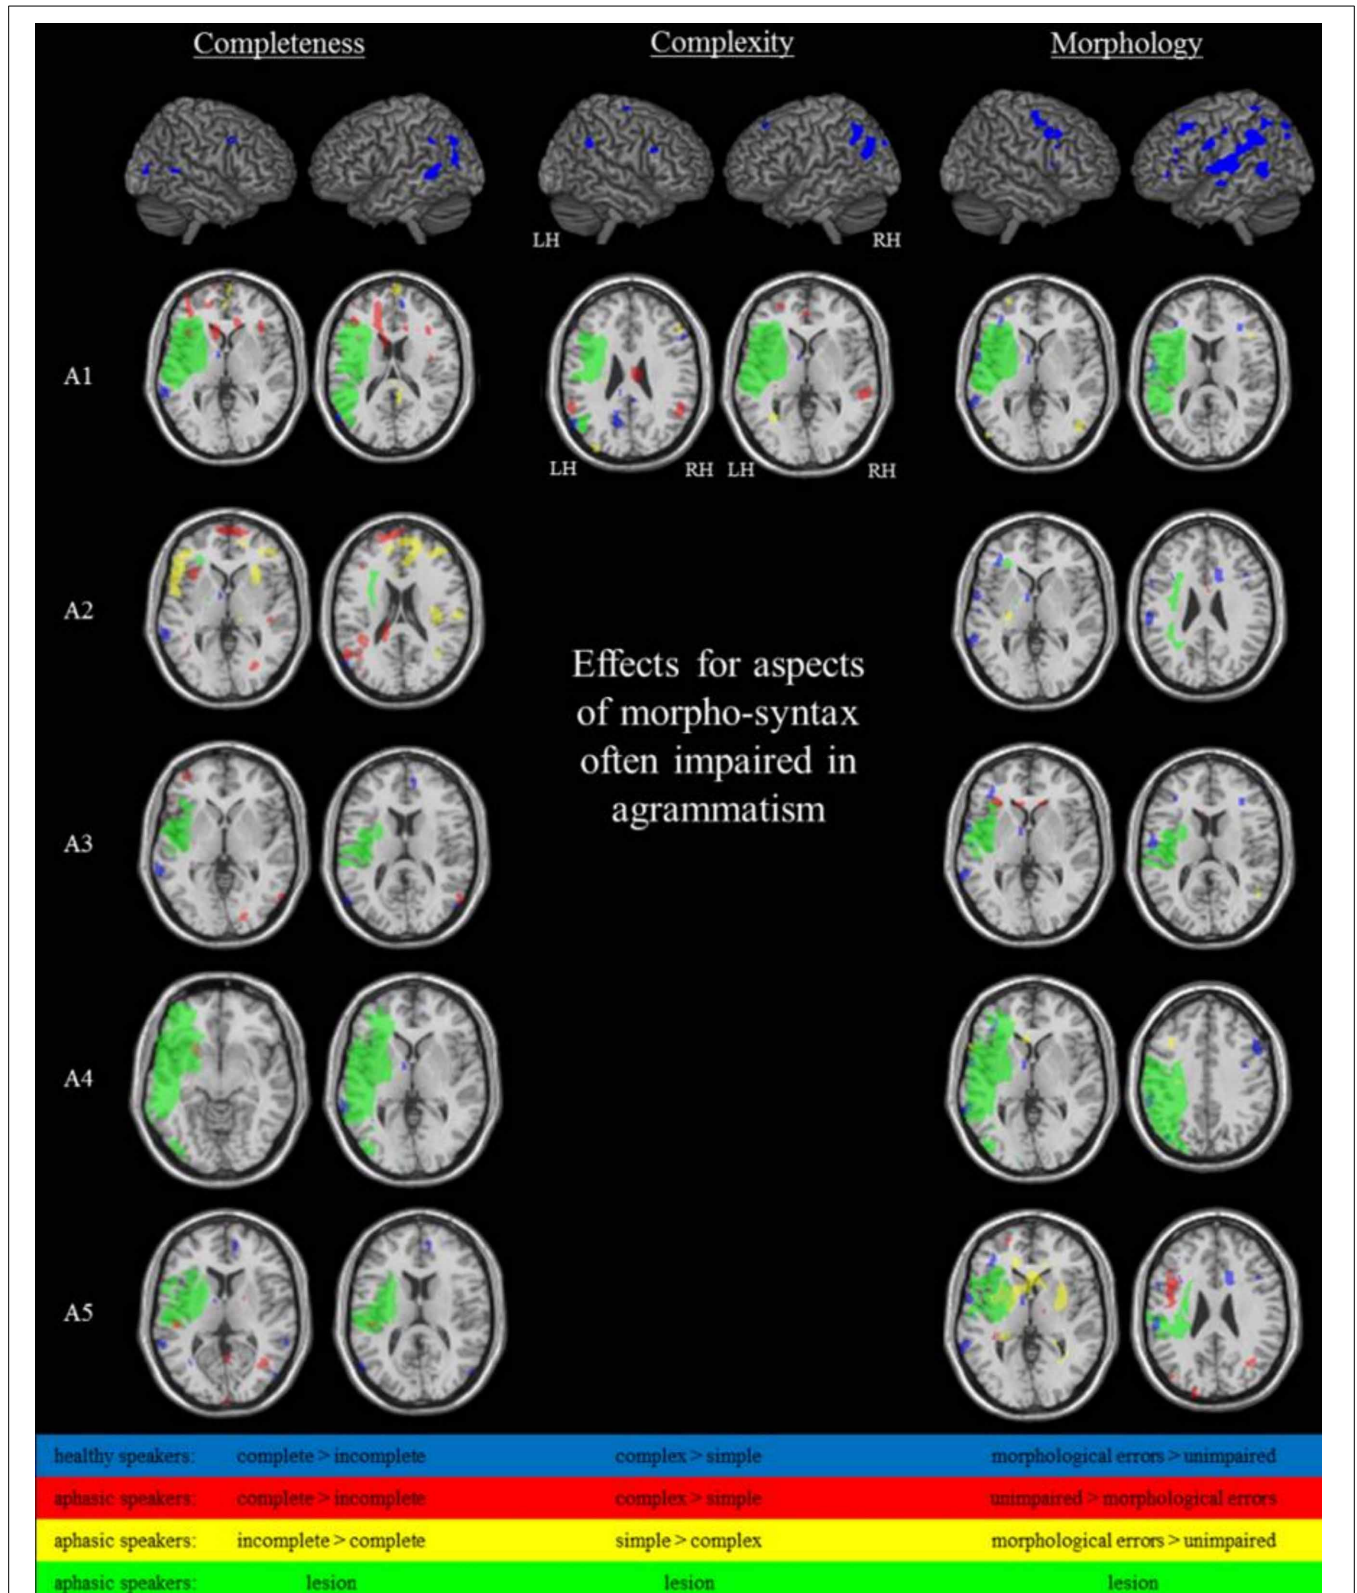 Completeness Complexity Morphology
LH RH
A1
LH RH LH RH
A2
Effects for aspects
of morpho-syntax
often impaired in
agrammatism
A3
A4
A5
healthy speakers: complete > incomplete complex > simple morphological errors > unimpaired
aphasic speakers: complete > incomplete complex > simple unimpaired > morphological errors
aphasic speakers: incomplete > complete simple > complex morphological errors > unimpaired
aphasic speakers: lesion lesion lesion